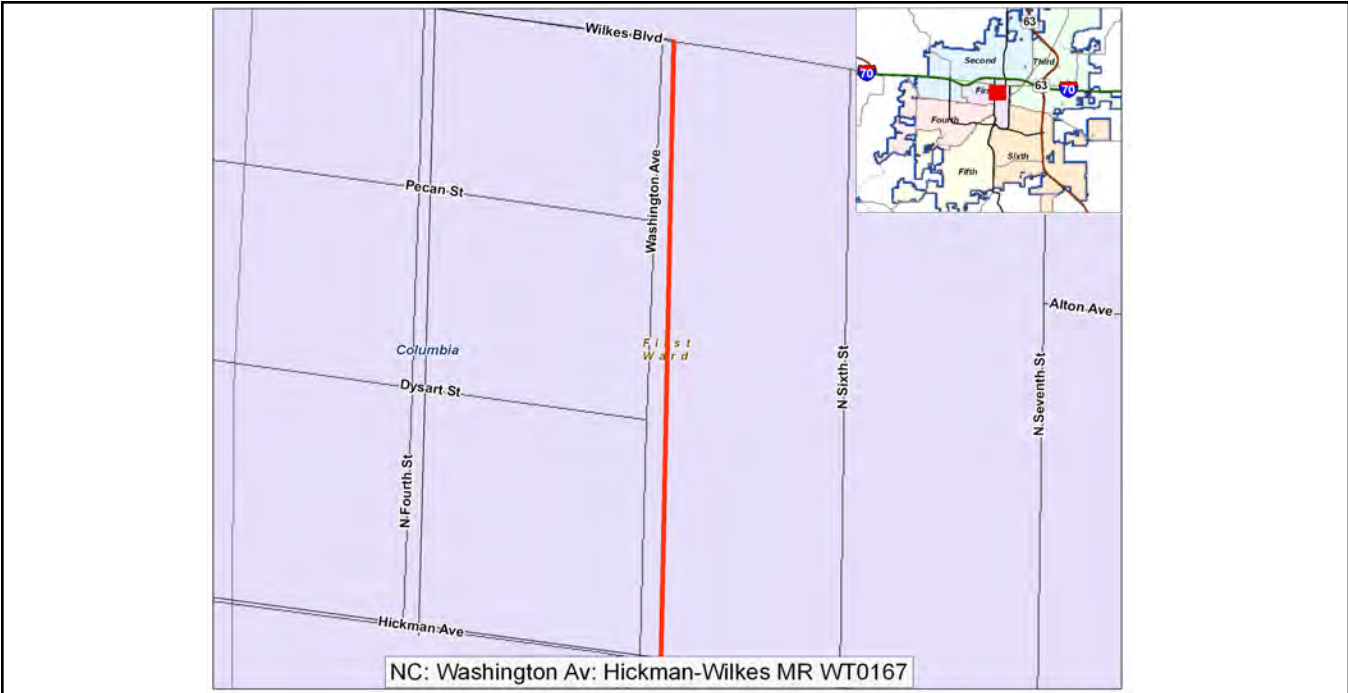 Wilkes Blvd
63
Second
Third
70
63
70
Fourth
Sixth
Fifth
Pecan St
Washington Ave
Alton Ave
First
Ward
Columbia
Dysart St
N Sixth St
N Seventh St
N Fourth St
Hickman Ave
NC: Washington Av: Hickman-Wilkes MR WT0167